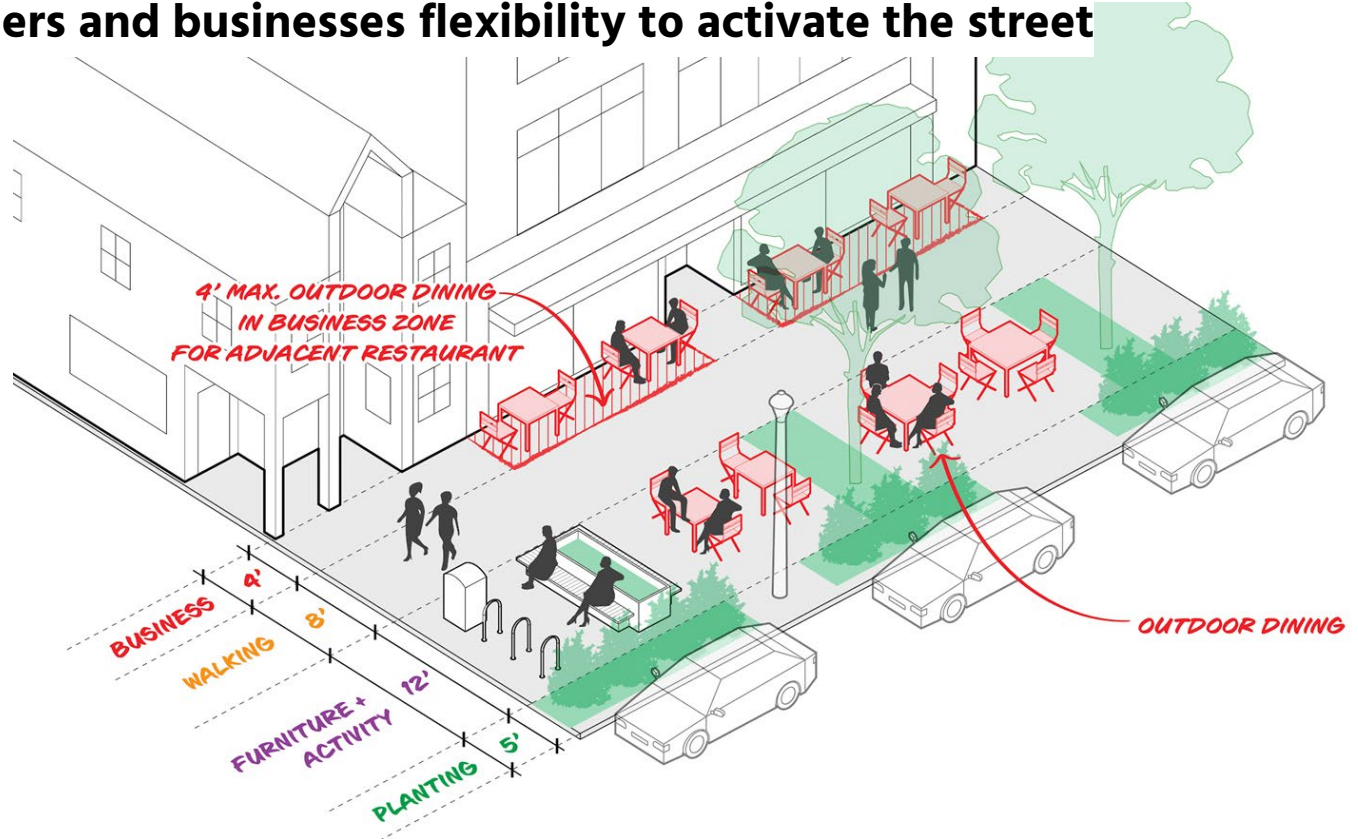 ers and businesses flexibility to activate the street
4' MAX. OUTDOOR DINING
IN BUSINESS ZONE
FOR ADJACENT RESTAURANT
OUTDOOR DINING
BUSINESS
4'
WALKING
8'
FURNITURE +
ACTIVITY
12'
PLANTING
5'